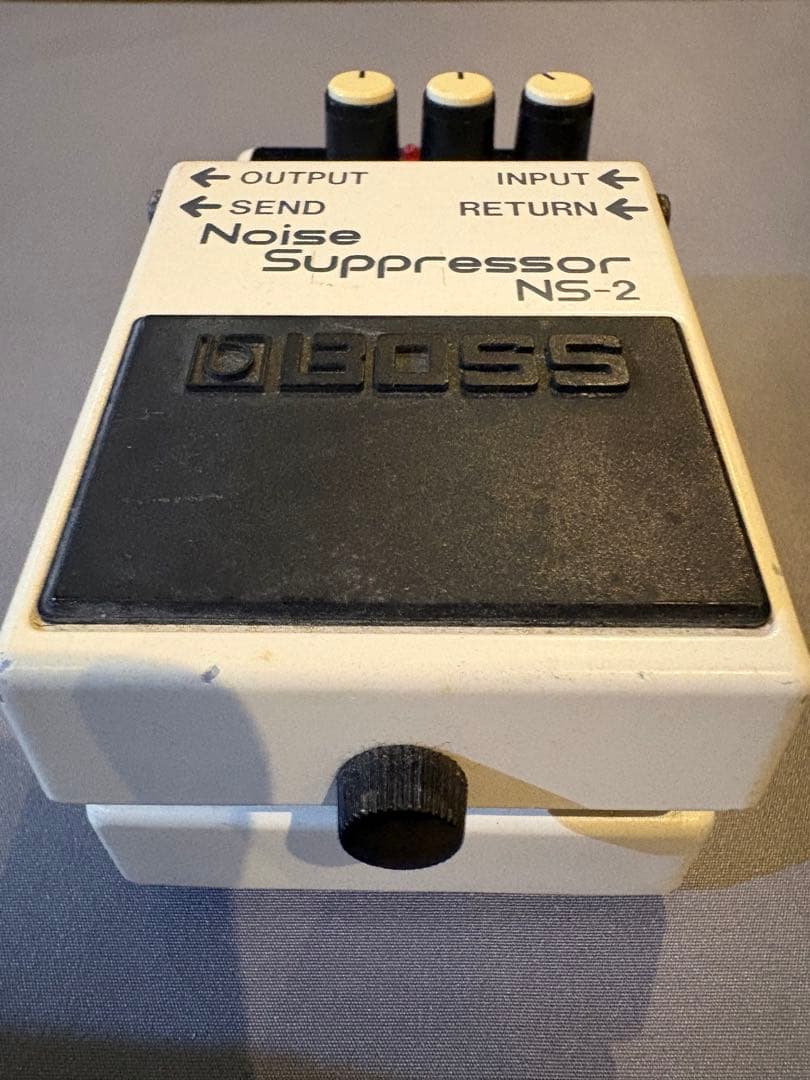 ← OUTPUT INPUT ←
← SEND RETURN ←
Noise
Suppressor
NS-2
BOSS